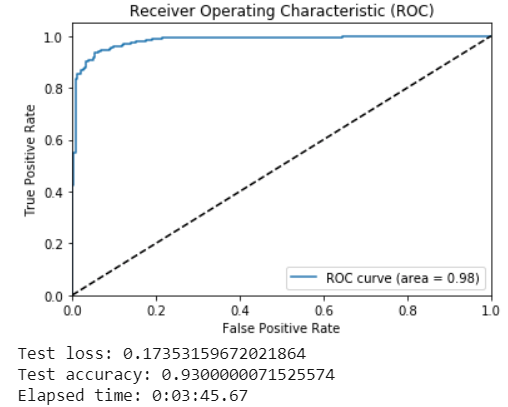 Receiver Operating Characteristic (ROC)
1.0
0.8
0.6
0.4
0.2
0.0
True Positive Rate
ROC curve (area = 0.98)
0.0 0.2 0.4 0.6 0.8 1.0
False Positive Rate
Test loss: 0.17353159672021864
Test accuracy: 0.9300000071525574
Elapsed time: 0:03:45.67